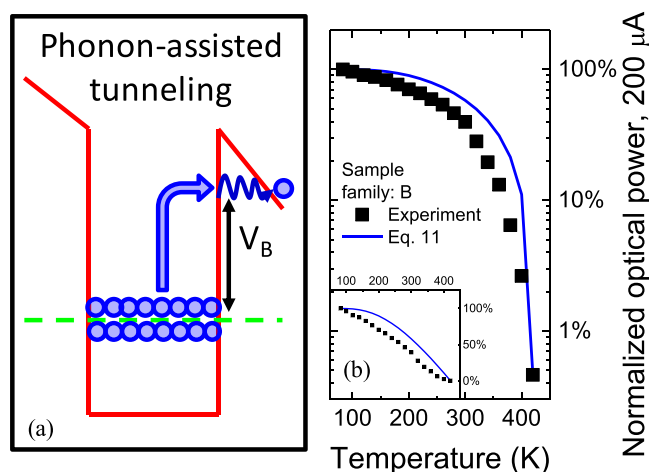 Phonon-assisted
tunneling
V_B
(a)
100%
10%
1%
Sample
family: B
Experiment
Eq. 11
100 200 300 400
100%
50%
0%
(b)
100 200 300 400
Temperature (K)
Normalized optical power, 200 μA